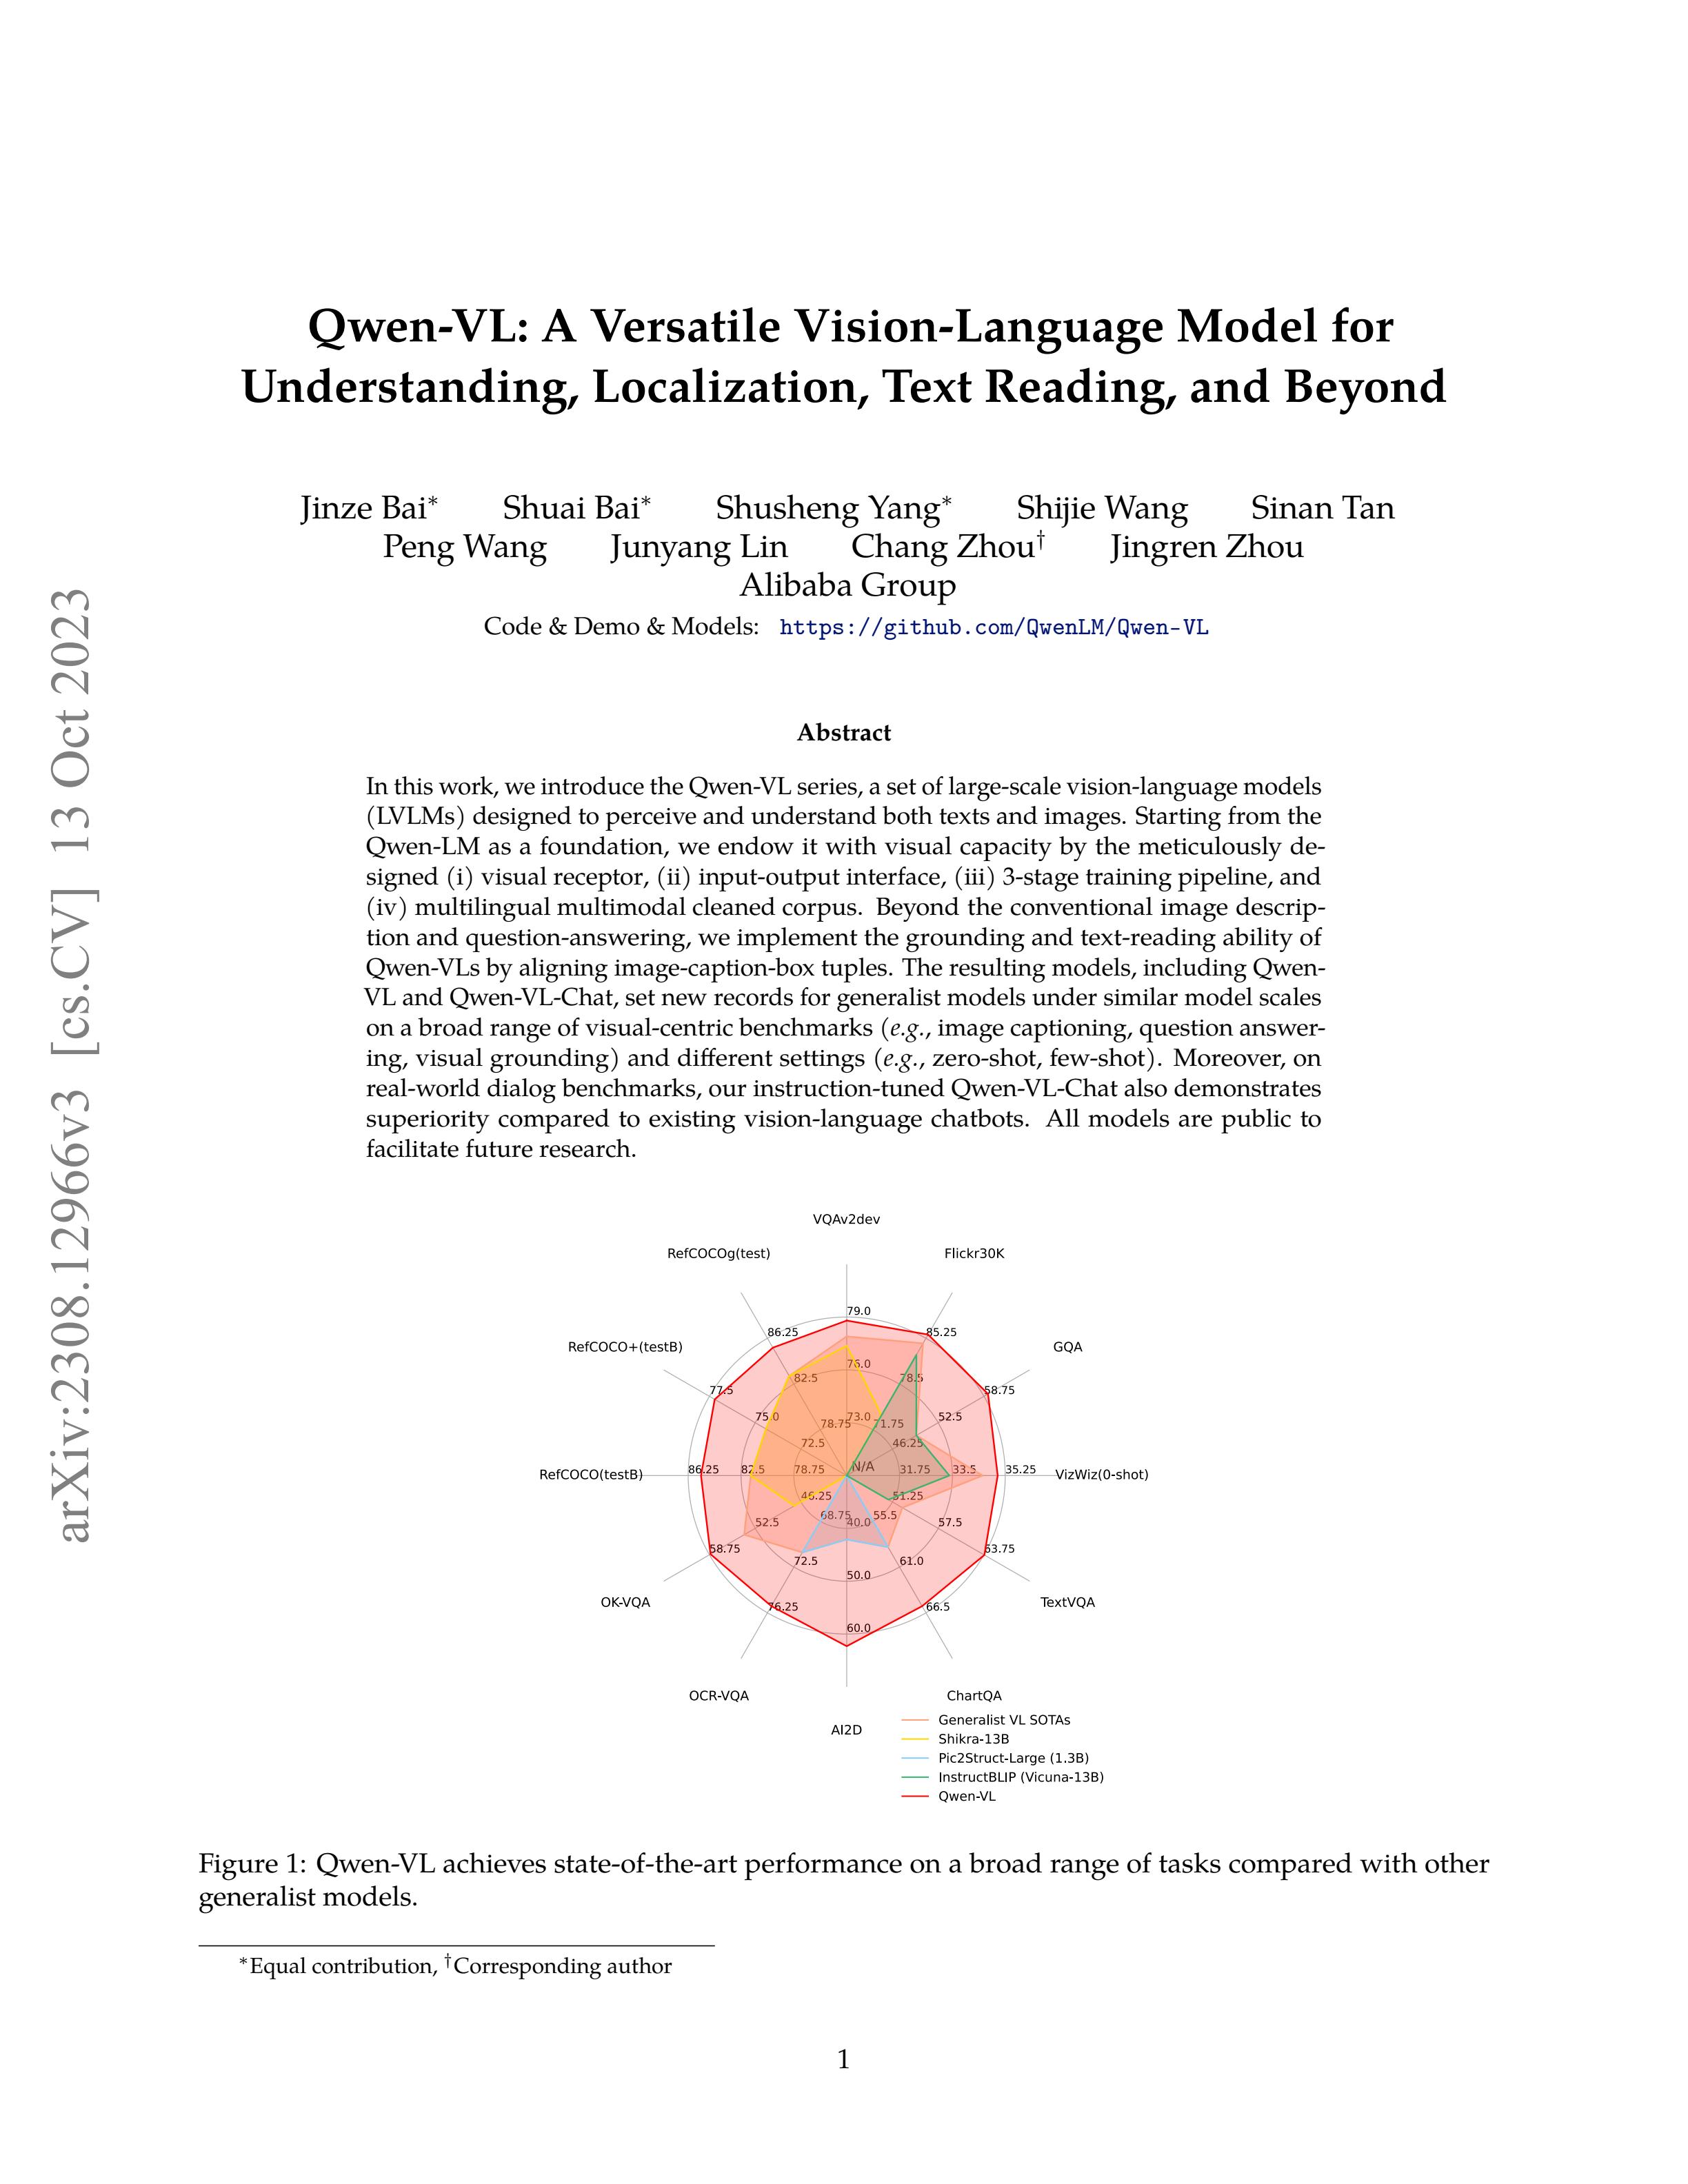 arXiv:2308.12966v3 [cs.CV] 13 Oct 2023
Qwen-VL: A Versatile Vision-Language Model for
Understanding, Localization, Text Reading, and Beyond
Jinze Bai* Shuai Bai* Shusheng Yang* Shijie Wang Sinan Tan
Peng Wang Junyang Lin Chang Zhou† Jingren Zhou
Alibaba Group
Code & Demo & Models: https://github.com/QwenLM/Qwen-VL
Abstract
In this work, we introduce the Qwen-VL series, a set of large-scale vision-language models
(LVLMs) designed to perceive and understand both texts and images. Starting from the
Qwen-LM as a foundation, we endow it with visual capacity by the meticulously de-
signed (i) visual receptor, (ii) input-output interface, (iii) 3-stage training pipeline, and
(iv) multilingual multimodal cleaned corpus. Beyond the conventional image descrip-
tion and question-answering, we implement the grounding and text-reading ability of
Qwen-VLs by aligning image-caption-box tuples. The resulting models, including Qwen-
VL and Qwen-VL-Chat, set new records for generalist models under similar model scales
on a broad range of visual-centric benchmarks (e.g., image captioning, question answer-
ing, visual grounding) and different settings (e.g., zero-shot, few-shot). Moreover, on
real-world dialog benchmarks, our instruction-tuned Qwen-VL-Chat also demonstrates
superiority compared to existing vision-language chatbots. All models are public to
facilitate future research.
VQAv2dev
RefCOCOg(test) Flickr30K
79.0
86.25 85.25
RefCOCO+(testB) GQA
76.0
82.5 78.5
77.5 58.75
75.0 73.0 52.5
78.75 71.75
72.5 46.25
N/A
RefCOCO(testB) 86.25 82.5 78.75 31.75 33.5 35.25 VizWiz(0-shot)
46.25 51.25
68.75 40.0 55.5
52.5 57.5
58.75 63.75
72.5 61.0
50.0
OK-VQA TextVQA
76.25 66.5
60.0
OCR-VQA ChartQA
AI2D
Generalist VL SOTAs
Shikra-13B
Pic2Struct-Large (1.3B)
InstructBLIP (Vicuna-13B)
Qwen-VL
Figure 1: Qwen-VL achieves state-of-the-art performance on a broad range of tasks compared with other
generalist models.
*Equal contribution, †Corresponding author
1